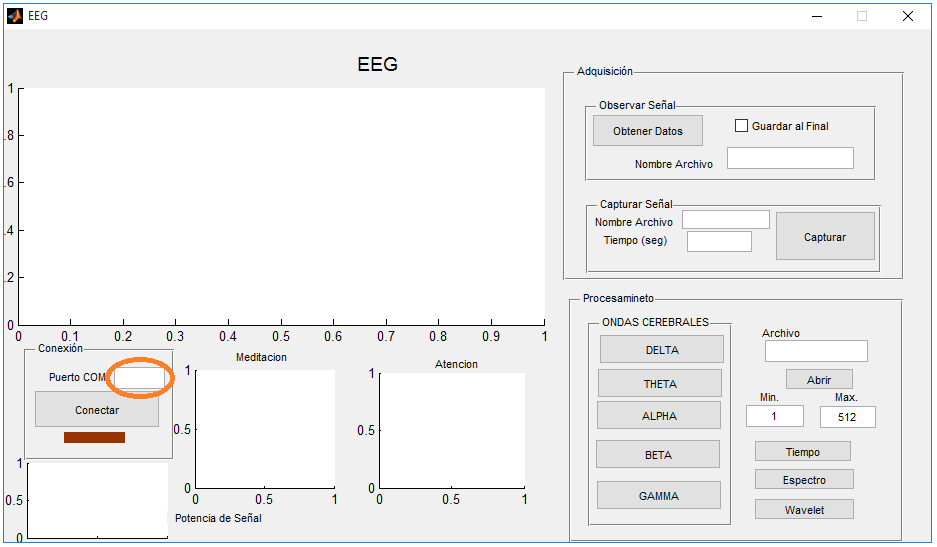 EEG
EEG
1
.8
.6
.4
.2
0
0 0.1 0.2 0.3 0.4 0.5 0.6 0.7 0.8 0.9 1
Adquisición
Observar Señal
Obtener Datos
Guardar al Final
Nombre Archivo
Capturar Señal
Nombre Archivo
Tiempo (seg)
Capturar
Conexión
Puerto COM
Conectar
1
0.5
0
Meditacion
1
0.5
0
0 0.5 1
Potencia de Señal
Atencion
1
0.5
0
0 0.5 1
Procesamineto
ONDAS CEREBRALES
DELTA
THETA
ALPHA
BETA
GAMMA
Archivo
Abrir
Min. Max.
1 512
Tiempo
Espectro
Wavelet